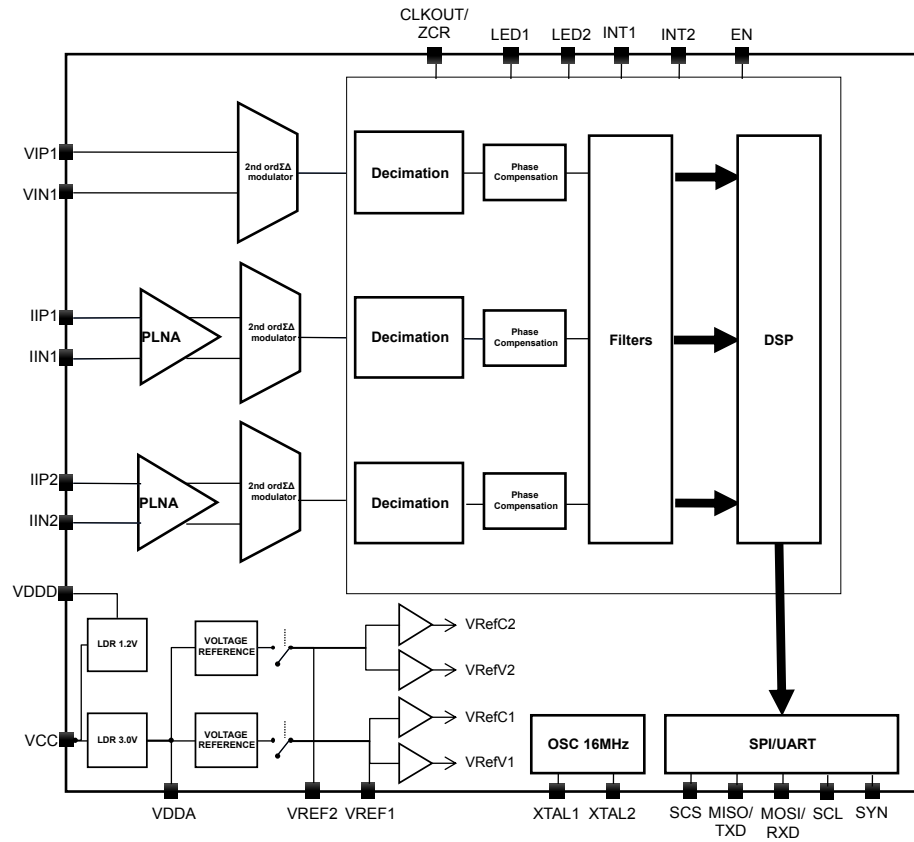 CLKOUT/
ZCR
LED1
LED2
INT1
INT2
EN
VIP1
VIN1
2nd ordΣΔ
modulator
Decimation
Phase
Compensation
IIP1
IIN1
PLNA
2nd ordΣΔ
modulator
Decimation
Phase
Compensation
Filters
DSP
IIP2
IIN2
PLNA
2nd ordΣΔ
modulator
Decimation
Phase
Compensation
VDDD
LDR 1.2V
VOLTAGE
REFERENCE
VRefC2
VRefV2
VCC
LDR 3.0V
VOLTAGE
REFERENCE
VRefC1
VRefV1
OSC 16MHz
SPI/UART
VDDA
VREF2
VREF1
XTAL1
XTAL2
SCS
MISO/
TXD
MOSI/
RXD
SCL
SYN